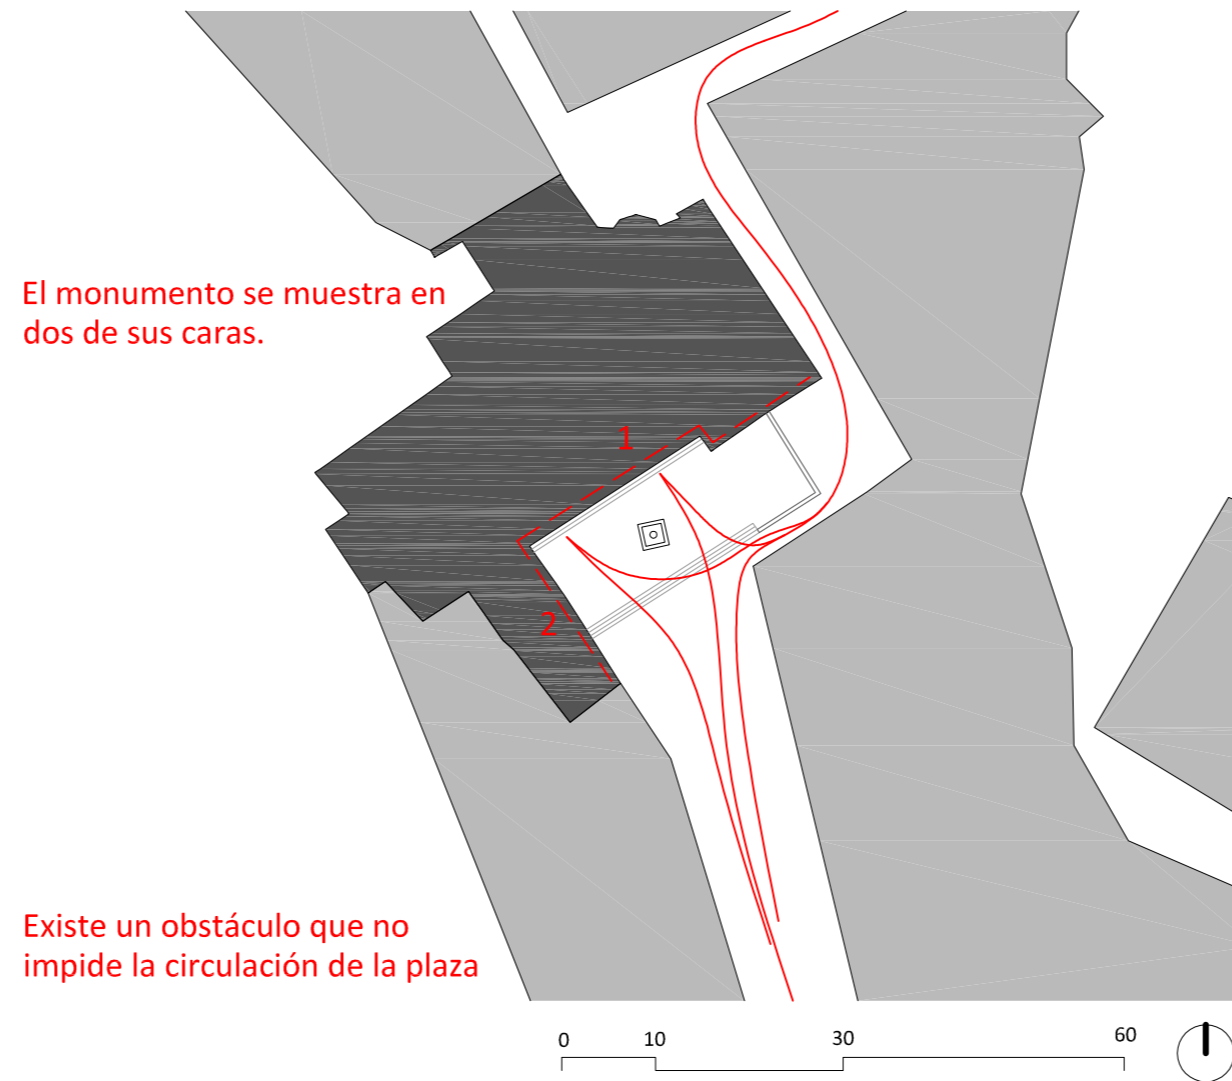 El monumento se muestra en
dos de sus caras.
1
2
Existe un obstáculo que no
impide la circulación de la plaza
0 10 30 60